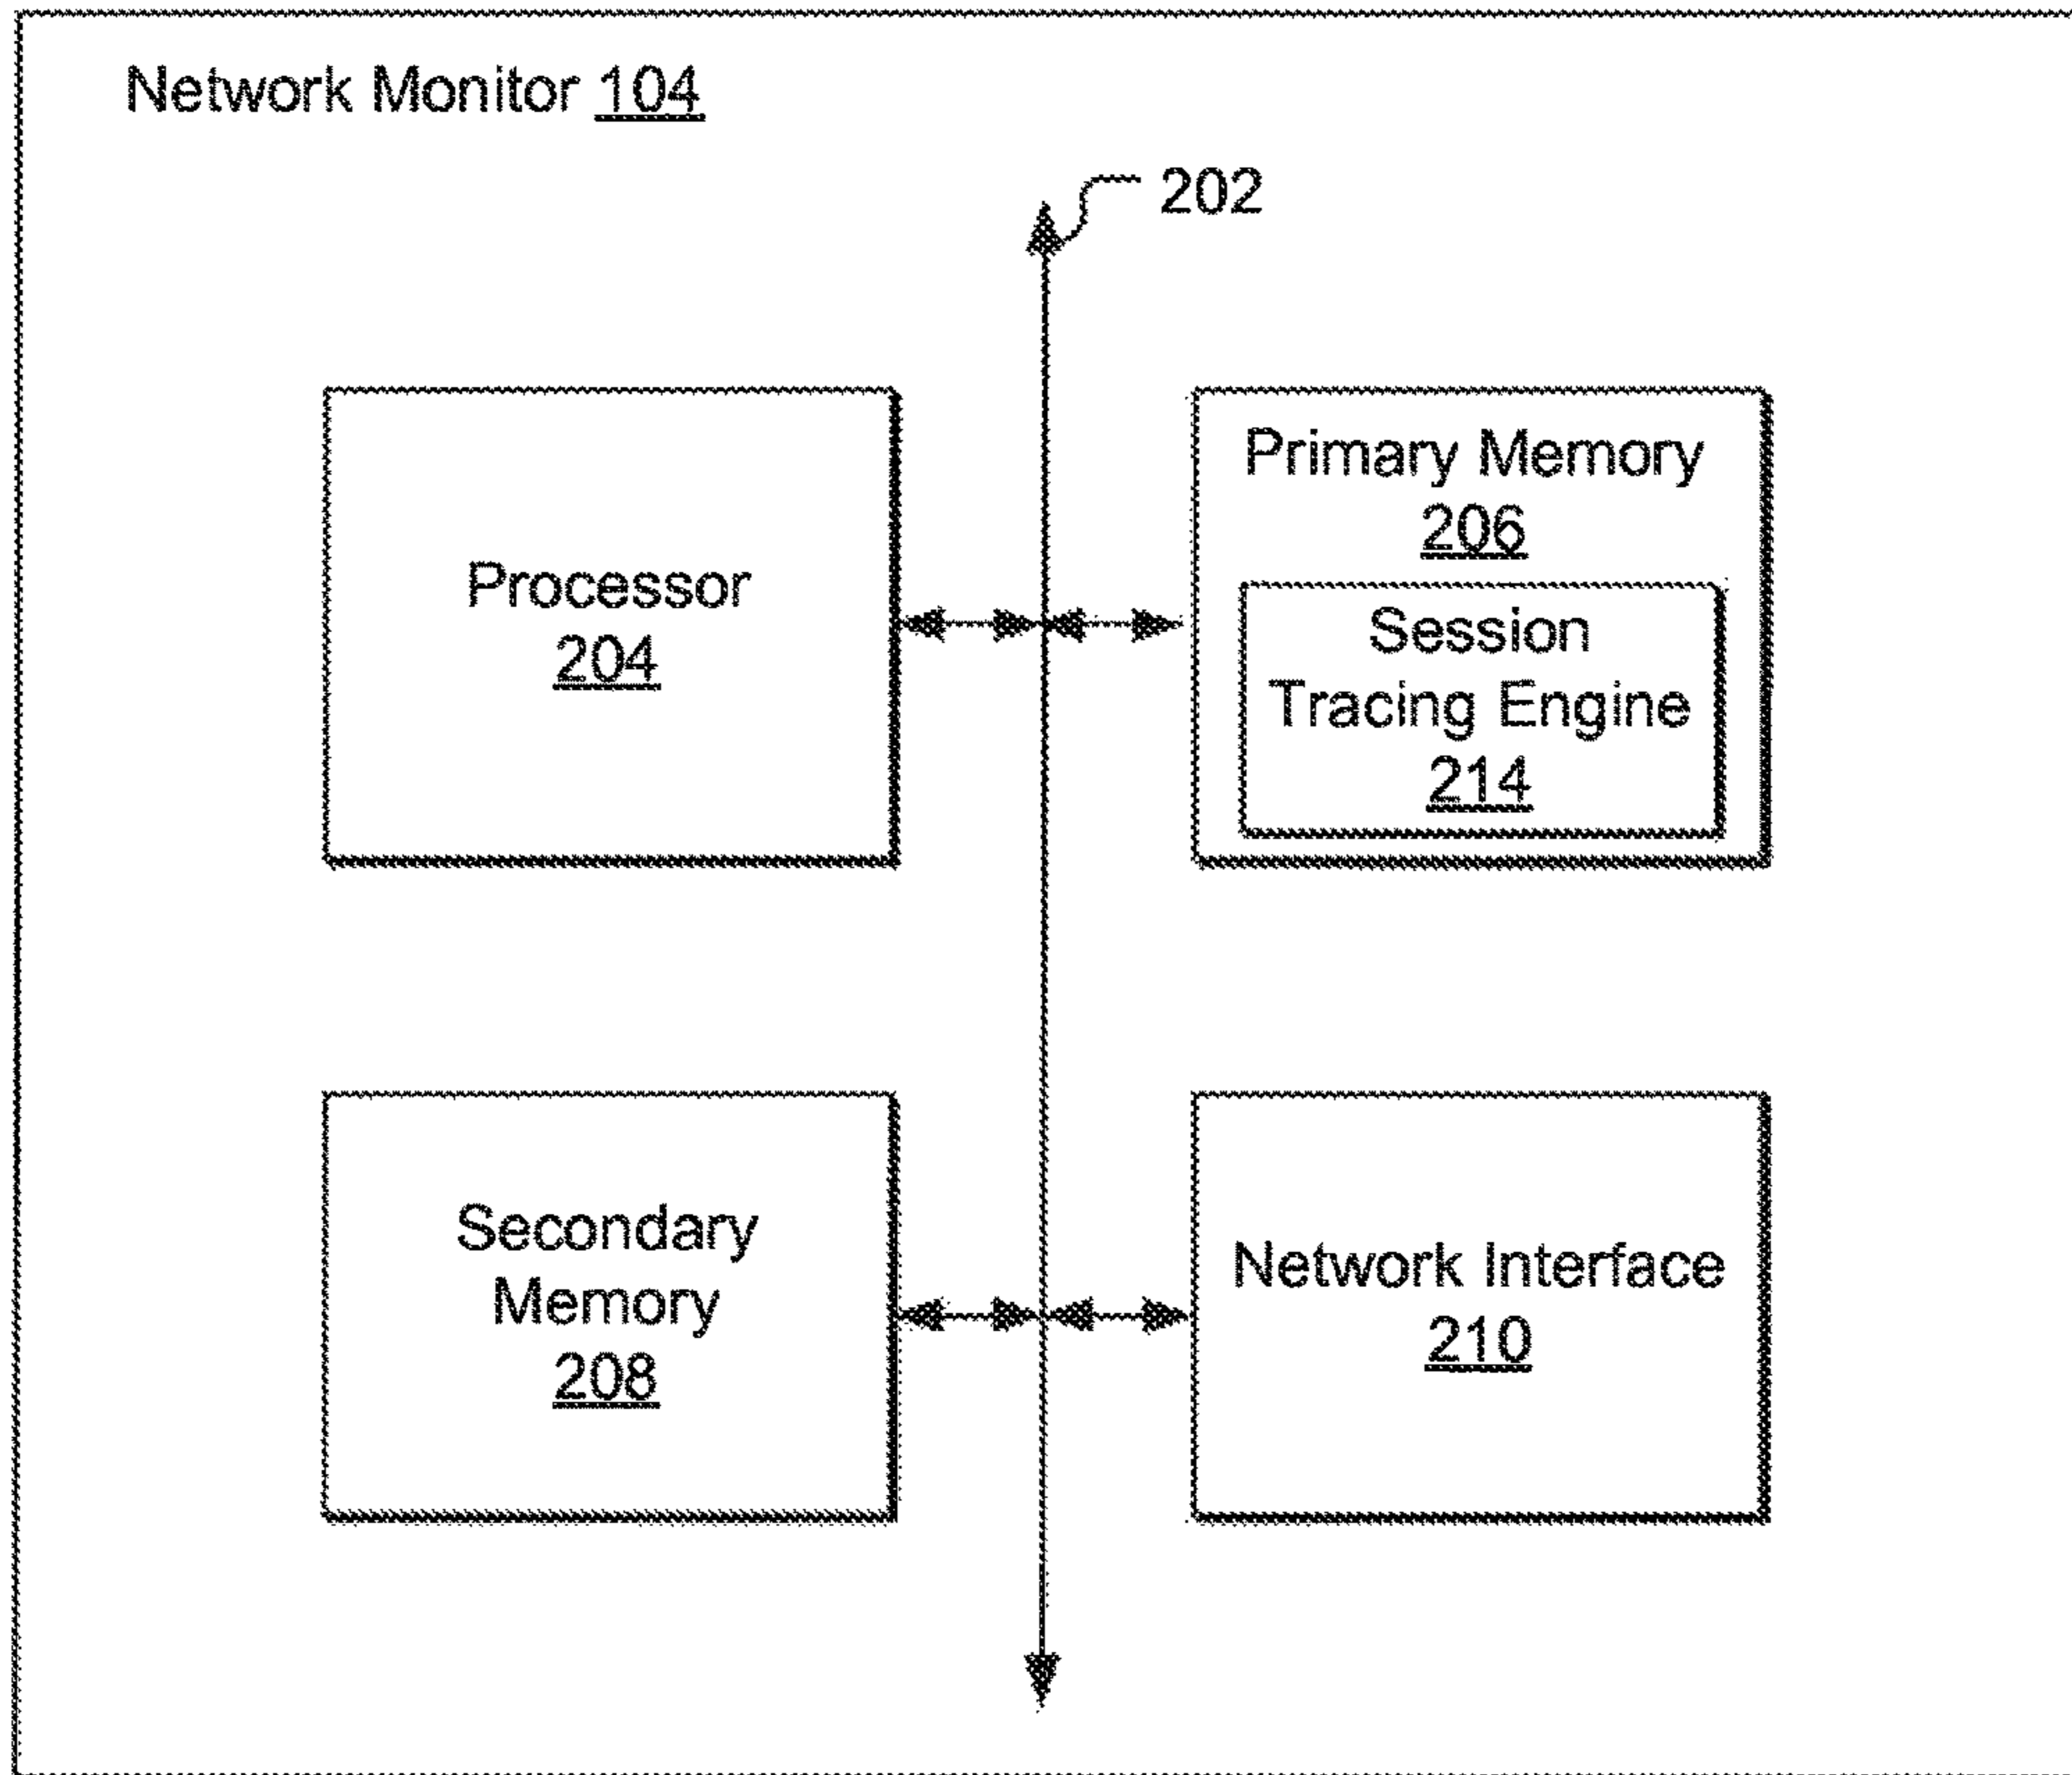 Network Monitor 104
202
Processor
204
Primary Memory
206
Session
Tracing Engine
214
Secondary
Memory
208
Network Interface
210